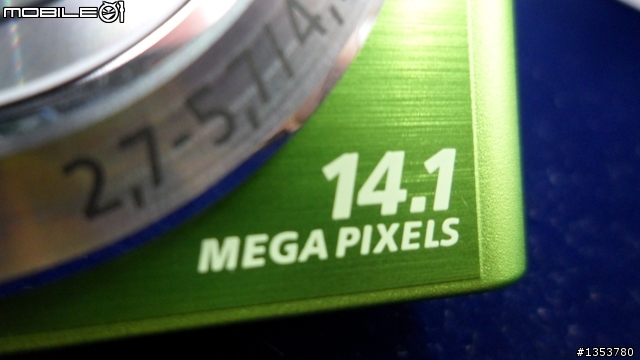 MOBILE01
2,7-5,7/4,
14.1
MEGA PIXELS
#1353780